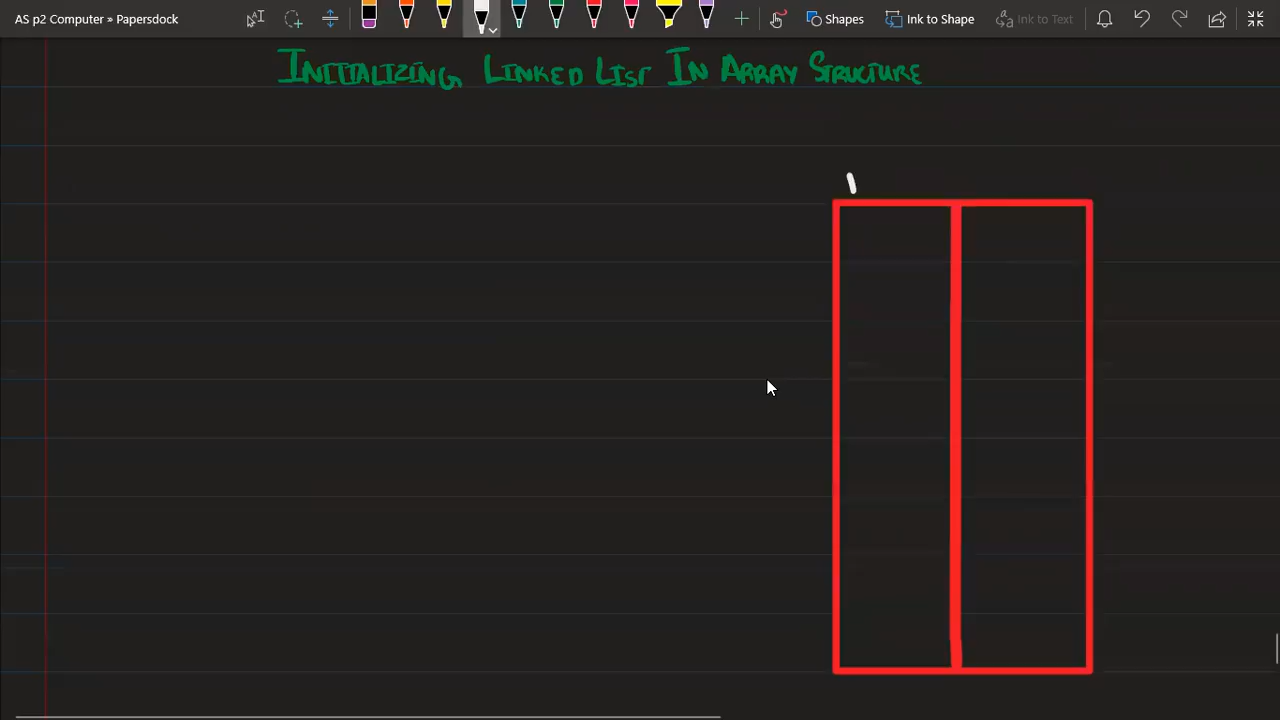 AS p2 Computer » Papersdock
Shapes
Ink to Shape
Ink to Text
INITIALIZING LINKED LIST IN ARRAY STRUCTURE